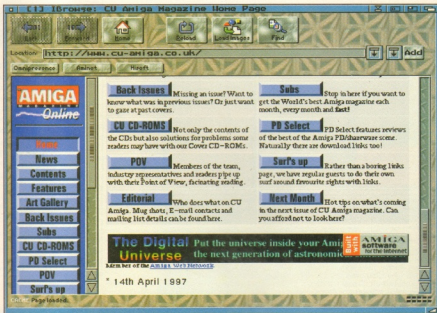 (1) IBrowse: CU Amiga Magazine Home Page
Home
Reload
Load Images
Find
Location http://www.cu-amiga.co.uk/
Add
Aminet
AMIGA
MAGAZINE
Online
Home
News
Contents
Features
Art Gallery
Back Issues
Subs
CU CD-ROMS
PD Select
POV
Surf's up
Back Issues Missing an issue? Want to
know what was in previous issues? Or just want
to gaze at past covers.
CU CD-ROMS Not only the contents of
the CDs but also solutions for problems some
readers may have with our Cover CD-ROMs.
POV Members of the team,
industry representatives and readers pipe up
with their Point of View, facinating reading.
Editorial Who does what on CU
Amiga. Mug shots, E-mail contacts and
mailing list details can be found here.
Subs Stop in here if you want to
get the World's best Amiga magazine each
month, every month and fast!
PD Select PD Select features reviews
of the best of the Amiga PD/shareware scene.
Naturally there are download links too!
Surf's up Rather than a boring links
page, we have regular guests to do their own
surf around favourite sights with links.
Next Month Hot tips on what's coming
in the next issue of CU Amiga magazine. Can
you afford not to look here?
The Digital Universe
Put the universe inside your Ami
the next generation of astronomic
Built with
AMIGA
software
for the Internet
Member of the Amiga Web Network
* 14th April 1997
Page loaded.